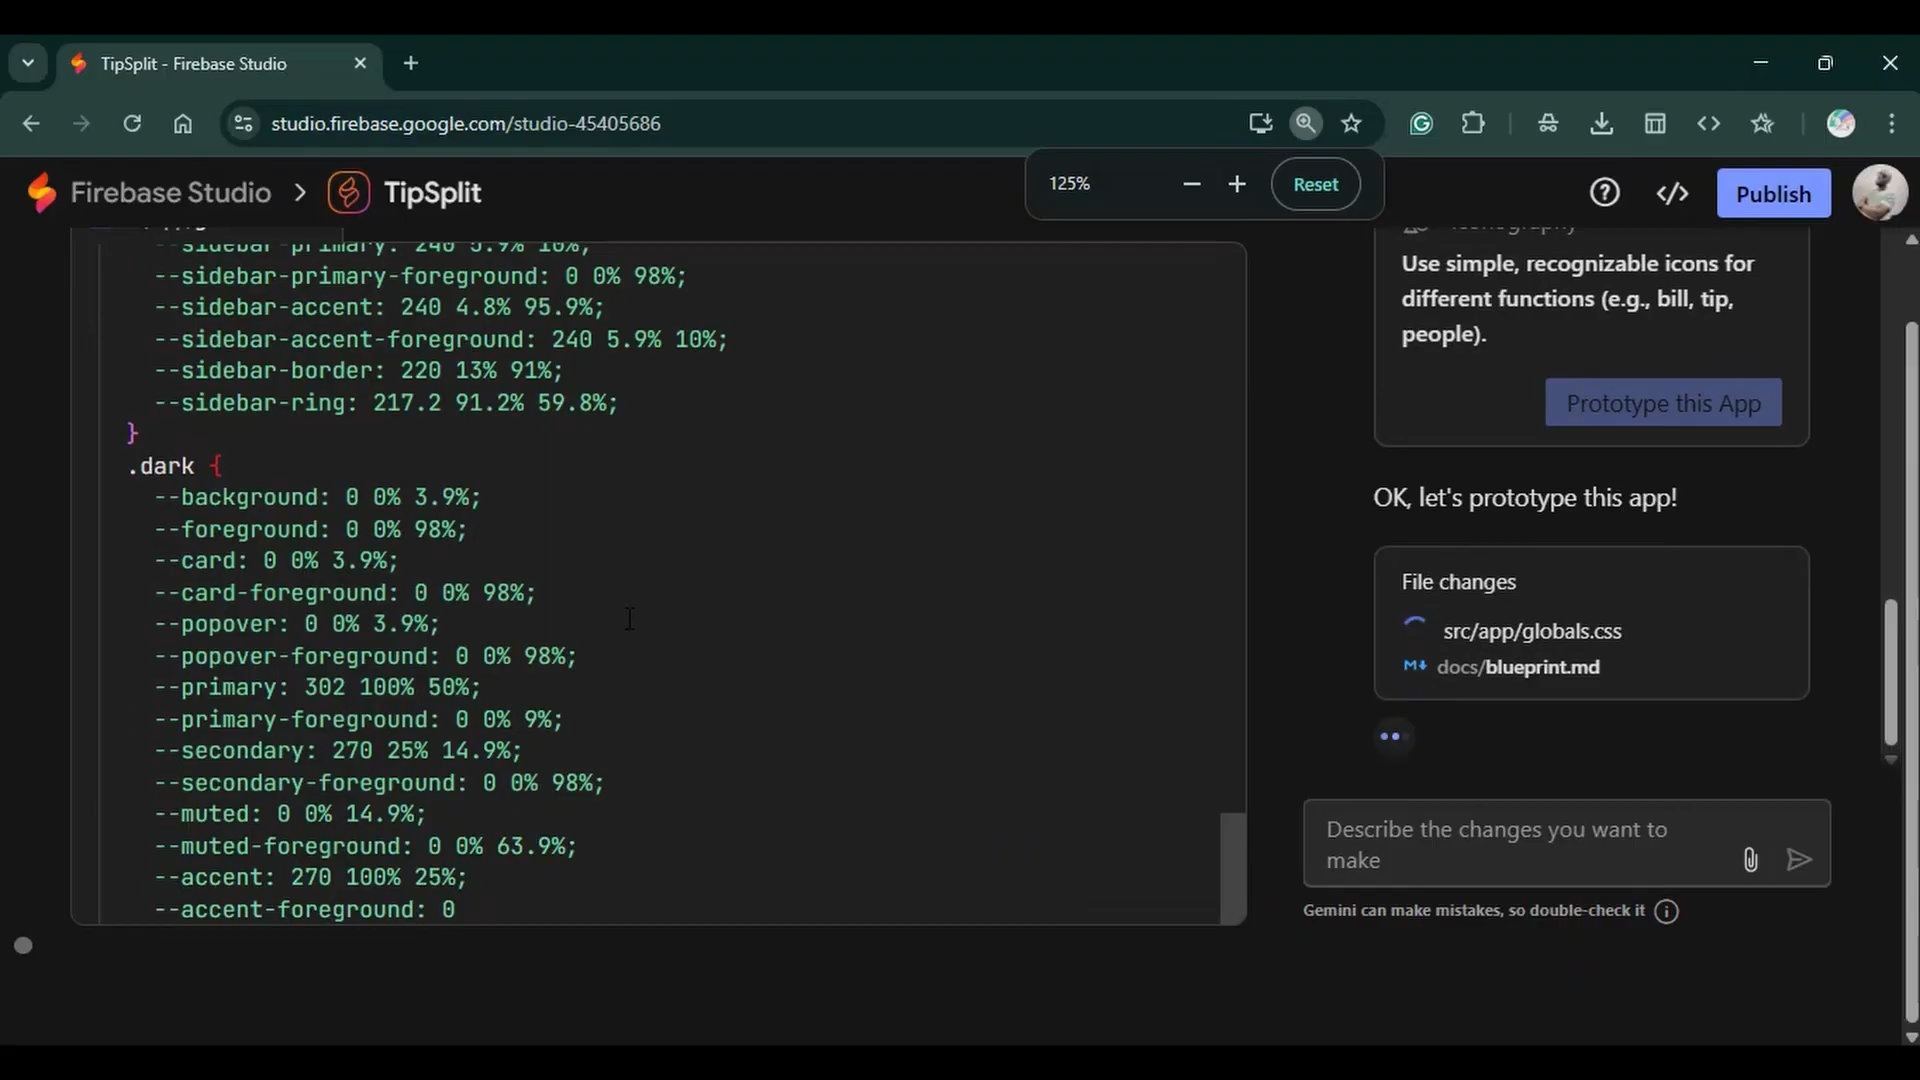 TipSplit - Firebase Studio
studio.firebase.google.com/studio-45405686
Firebase Studio > TipSplit
125%
Reset
Publish
--sidebar-primary: 240 5.9% 10%;
--sidebar-primary-foreground: 0 0% 98%;
--sidebar-accent: 240 4.8% 95.9%;
--sidebar-accent-foreground: 240 5.9% 10%;
--sidebar-border: 220 13% 91%;
--sidebar-ring: 217.2 91.2% 59.8%;
}
.dark {
--background: 0 0% 3.9%;
--foreground: 0 0% 98%;
--card: 0 0% 3.9%;
--card-foreground: 0 0% 98%;
--popover: 0 0% 3.9%;
--popover-foreground: 0 0% 98%;
--primary: 302 100% 50%;
--primary-foreground: 0 0% 9%;
--secondary: 270 25% 14.9%;
--secondary-foreground: 0 0% 98%;
--muted: 0 0% 14.9%;
--muted-foreground: 0 0% 63.9%;
--accent: 270 100% 25%;
--accent-foreground: 0
Iconography
Use simple, recognizable icons for
different functions (e.g., bill, tip,
people).
Prototype this App
OK, let's prototype this app!
File changes
src/app/globals.css
docs/blueprint.md
Describe the changes you want to
make
Gemini can make mistakes, so double-check it